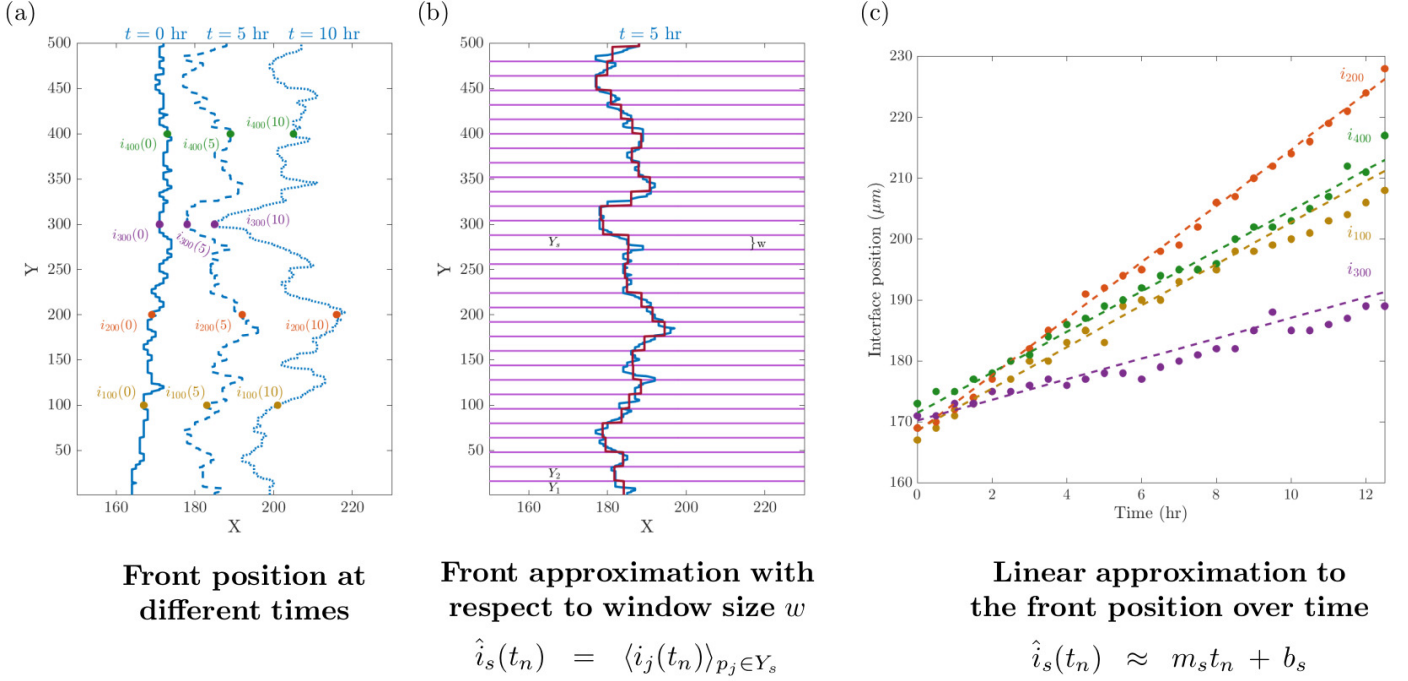 (a)
t = 0 hr t = 5 hr t = 10 hr
500
450
400
350
300
250
200
150
100
50
Y
i400(0)
i400(5)
i400(10)
i300(0)
i300(5)
i300(10)
i200(0)
i200(5)
i200(10)
i100(0)
i100(5)
i100(10)
160 180 200 220
X
Front position at
different times
(b)
t = 5 hr
500
450
400
350
300
250
200
150
100
50
Ys
}w
Y2
Y1
160 180 200 220
X
Front approximation with
respect to window size w
îs(tn) = ⟨ij(tn)⟩pj∈Ys
(c)
230
220
210
200
190
180
170
160
Interface position (μm)
i200
i400
i100
i300
0 2 4 6 8 10 12
Time (hr)
Linear approximation to
the front position over time
îs(tn) ≈ mstn + bs